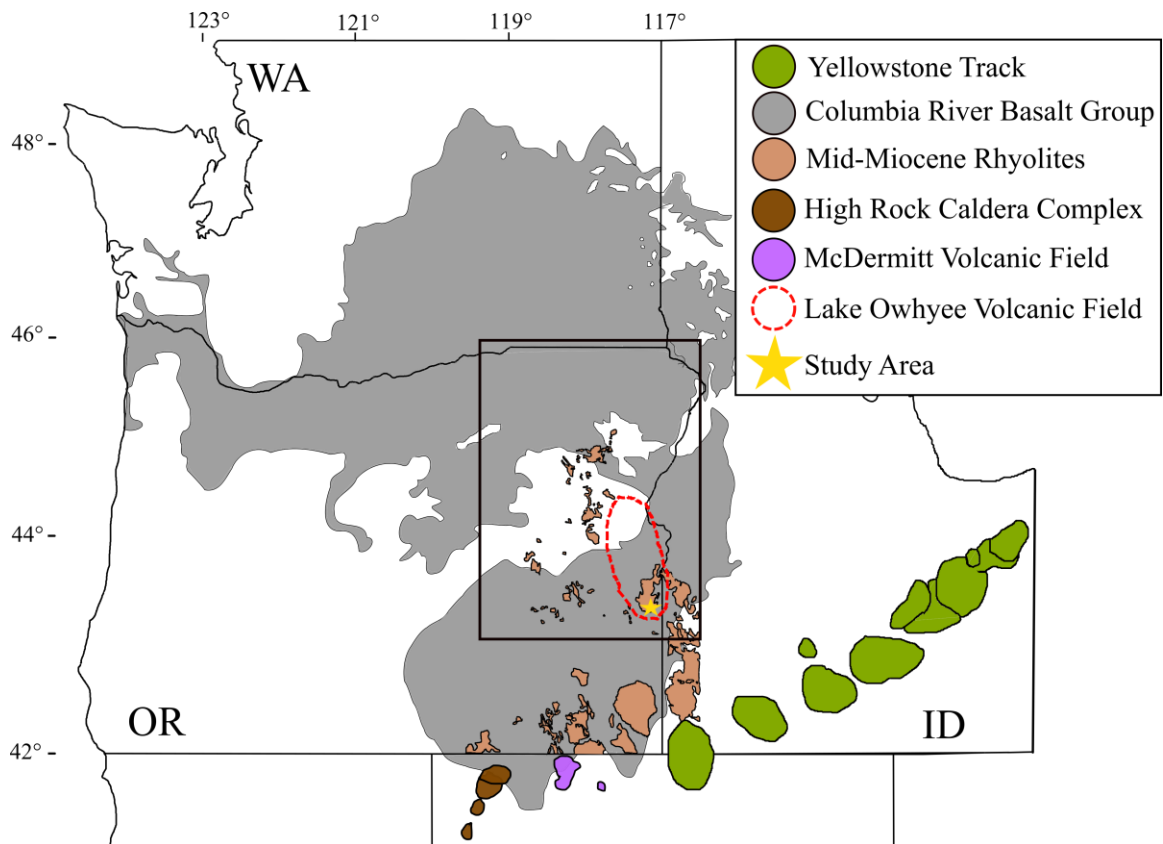 123°
121°
119°
117°
WA
48°
46°
44°
42°
OR
ID
Yellowstone Track
Columbia River Basalt Group
Mid-Miocene Rhyolites
High Rock Caldera Complex
McDermitt Volcanic Field
Lake Owhyee Volcanic Field
Study Area